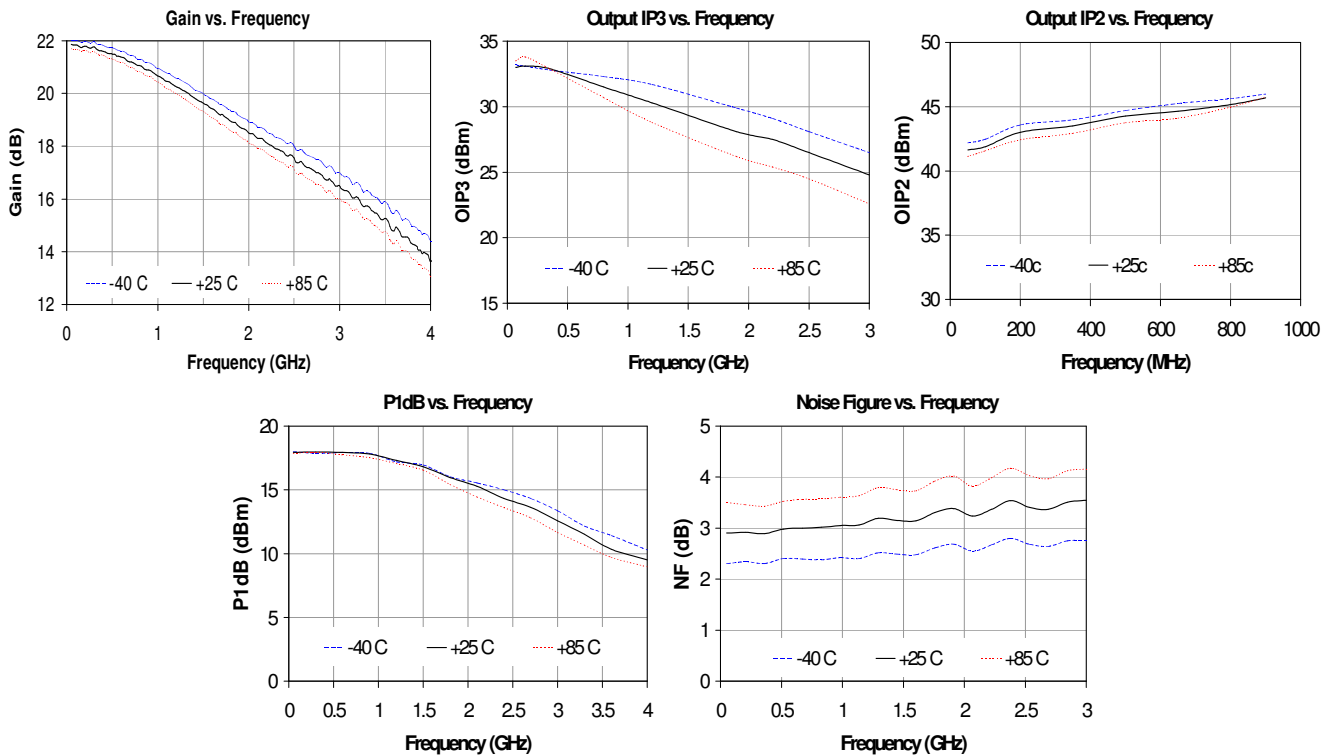 Gain vs. Frequency
Gain (dB)
22
20
18
16
14
12
-40 C +25 C +85 C
0 1 2 3 4
Frequency (GHz)
Output IP3 vs. Frequency
OIP3 (dBm)
35
30
25
20
15
-40 C +25 C +85 C
0 0.5 1 1.5 2 2.5 3
Frequency (GHz)
Output IP2 vs. Frequency
OIP2 (dBm)
50
45
40
35
30
-40c +25c +85c
0 200 400 600 800 1000
Frequency (MHz)
P1dB vs. Frequency
P1dB (dBm)
20
15
10
5
0
-40 C +25 C +85 C
0 0.5 1 1.5 2 2.5 3 3.5 4
Frequency (GHz)
Noise Figure vs. Frequency
NF (dB)
5
4
3
2
1
0
-40 C +25 C +85 C
0 0.5 1 1.5 2 2.5 3
Frequency (GHz)